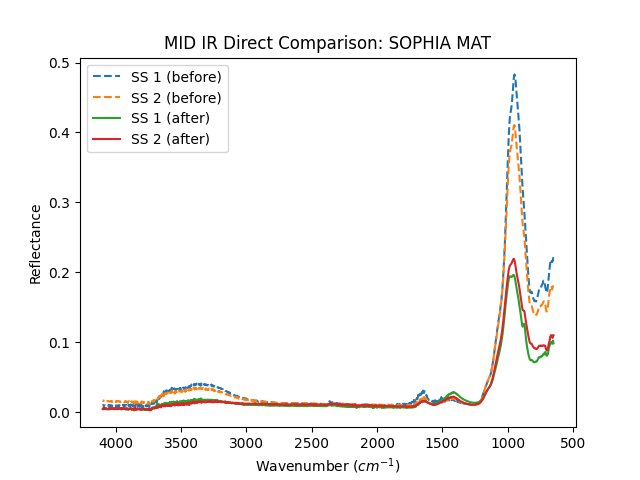 MID IR Direct Comparison: SOPHIA MAT
SS 1 (before)
SS 2 (before)
SS 1 (after)
SS 2 (after)
Reflectance
0.5
0.4
0.3
0.2
0.1
0.0
4000 3500 3000 2500 2000 1500 1000 500
Wavenumber (cm⁻¹)